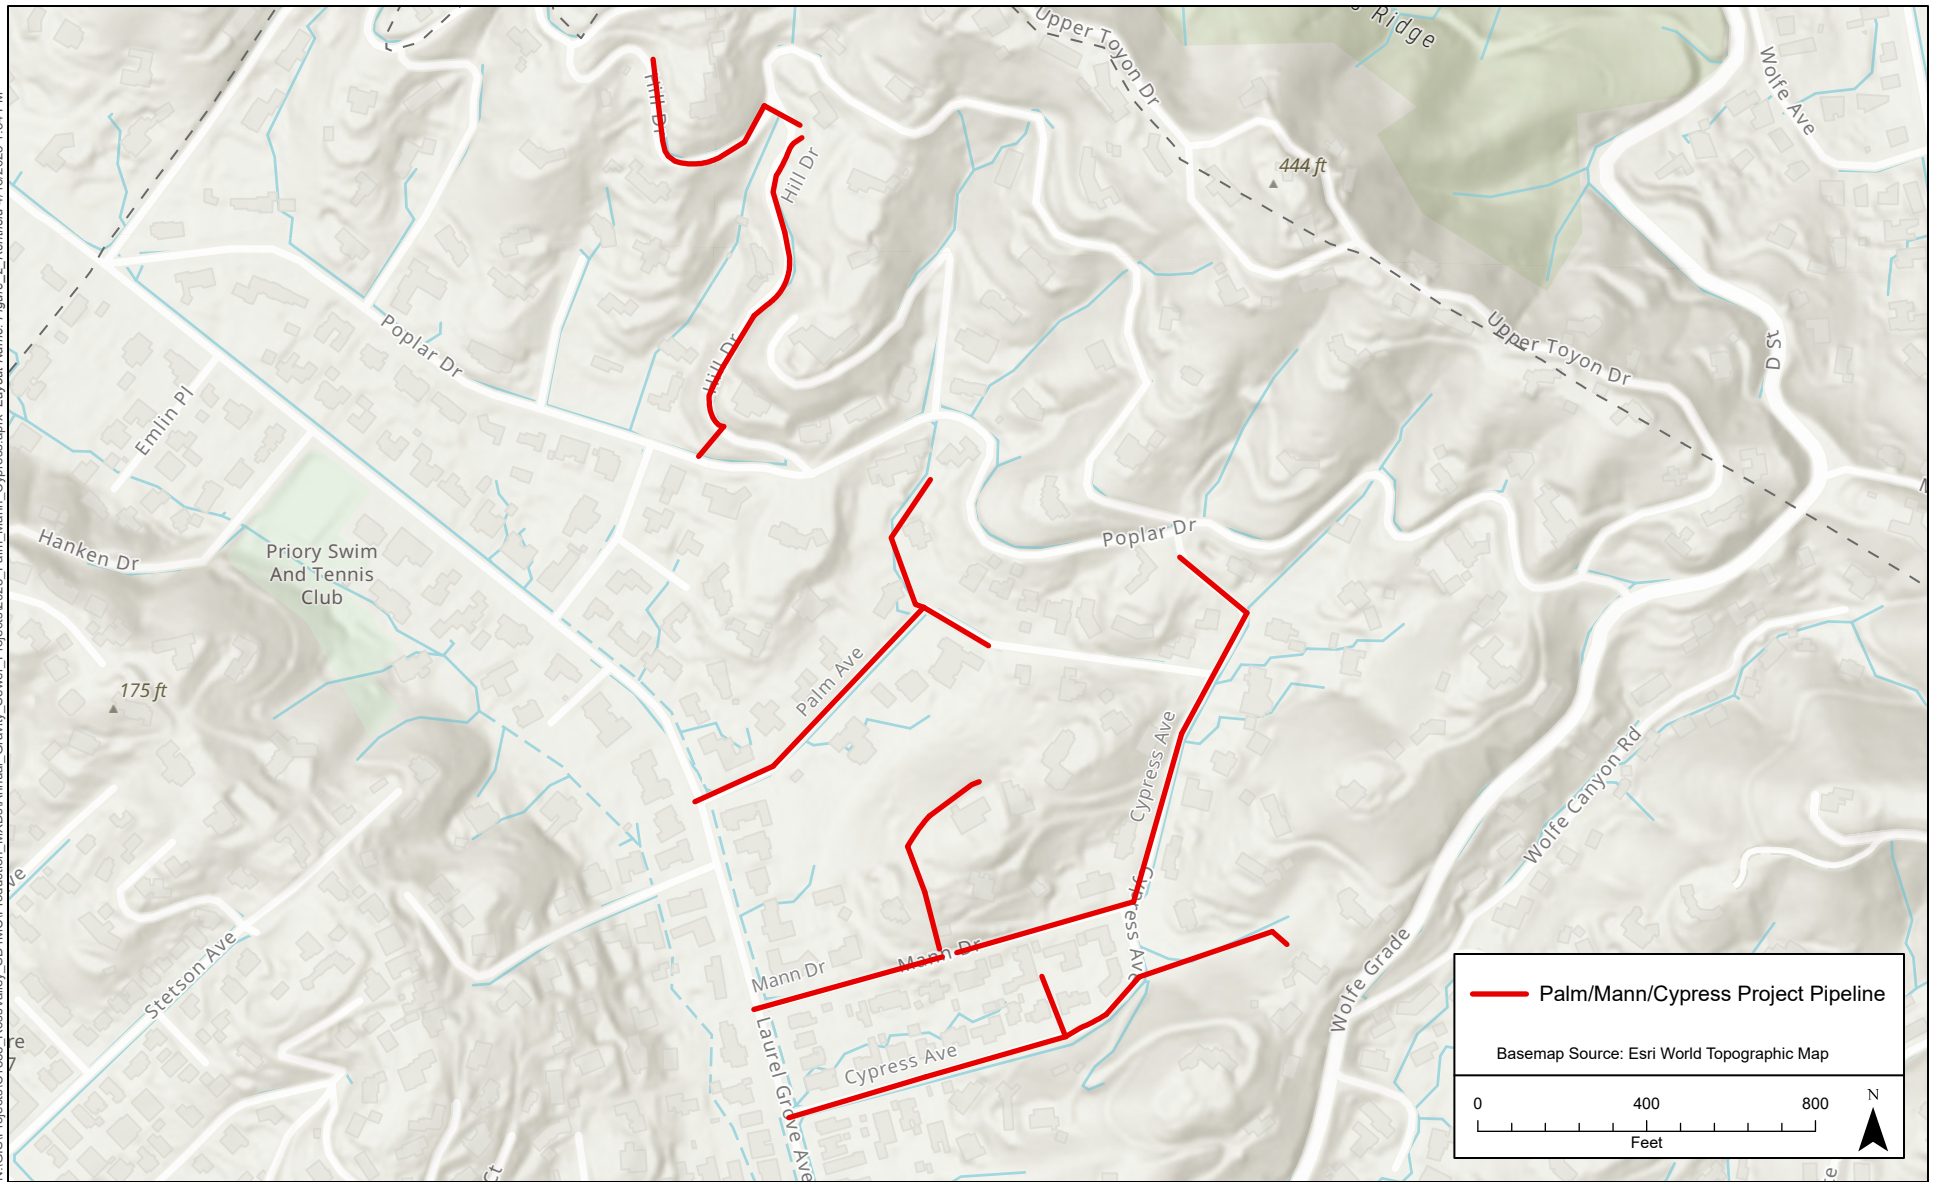 Ridge
Upper Toyon Dr
Wolfe Ave
Hill Dr
Hill Dr
444 ft
Poplar Dr
Hill Dr
Upper Toyon Dr
D St
Emlin Pl
Hanken Dr
Priory Swim
And Tennis
Club
Poplar Dr
175 ft
Palm Ave
Cypress Ave
Wolfe Canyon Rd
Cypress Ave
Stetson Ave
Mann Dr
Mann Dr
Wolfe Grade
Laurel Grove Ave
Cypress Ave
Ct
Palm/Mann/Cypress Project Pipeline
Basemap Source: Esri World Topographic Map
0 400 800
Feet
N